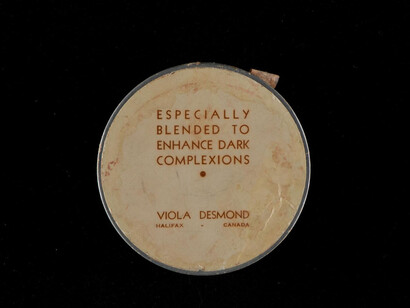 ESPECIALLY
BLENDED TO
ENHANCE DARK
COMPLEXIONS
VIOLA DESMOND
HALIFAX - CANADA